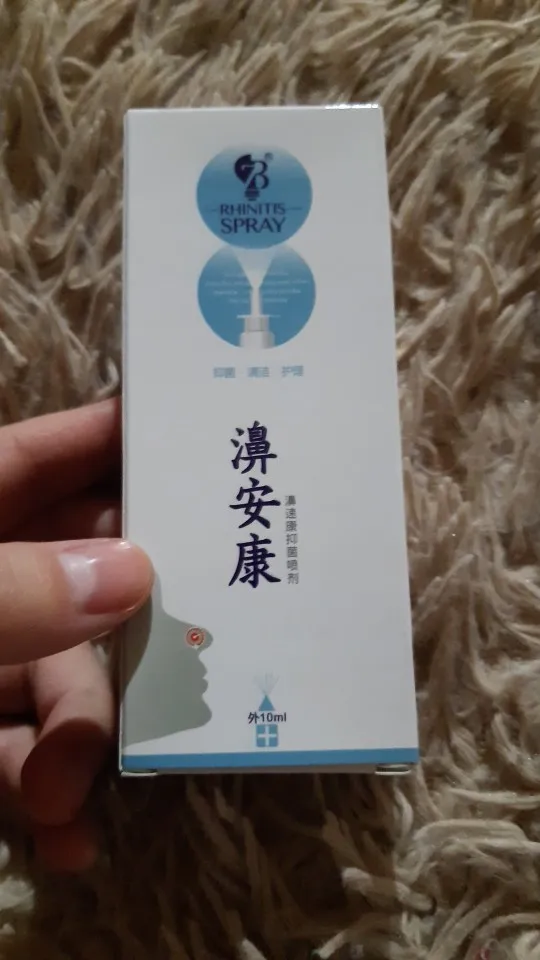 RHINITIS
SPRAY
抑菌 清洁 护理
濞安康
濞速康抑菌喷剂
外10ml